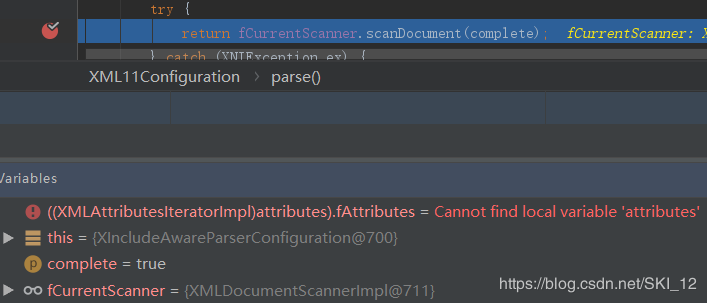 try {
return fCurrentScanner.scanDocument(complete);  fCurrentScanner: X
} catch (XNIException ex) {
XML11Configuration > parse()
Variables
((XMLAttributesIteratorImpl)attributes).fAttributes = Cannot find local variable 'attributes'
this = {XIncludeAwareParserConfiguration@700}
complete = true
fCurrentScanner = {XMLDocumentScannerImpl@711}
https://blog.csdn.net/SKI_12